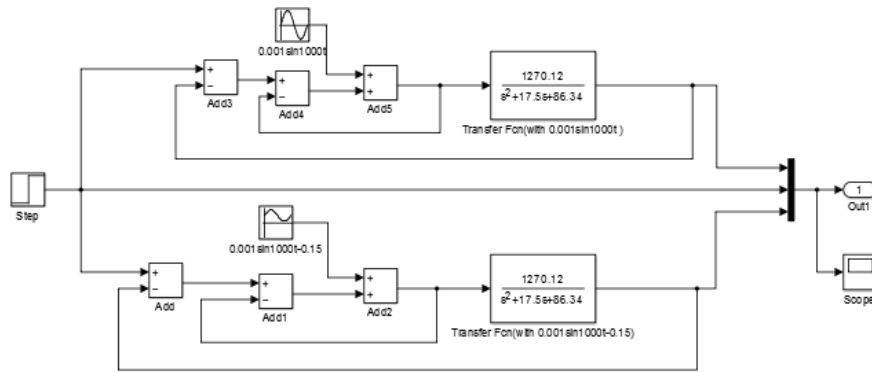 0.001sin1000t
+
−
Add3
+
−
Add4
+
+
Add5
1270.12
s²+17.5s+86.34
Transfer Fcn(with 0.001sin1000t )
Step
1
Out1
0.001sin1000t-0.15
+
−
Add
+
−
Add1
+
+
Add2
1270.12
s²+17.5s+86.34
Transfer Fcn(with 0.001sin1000t-0.15)
Scope